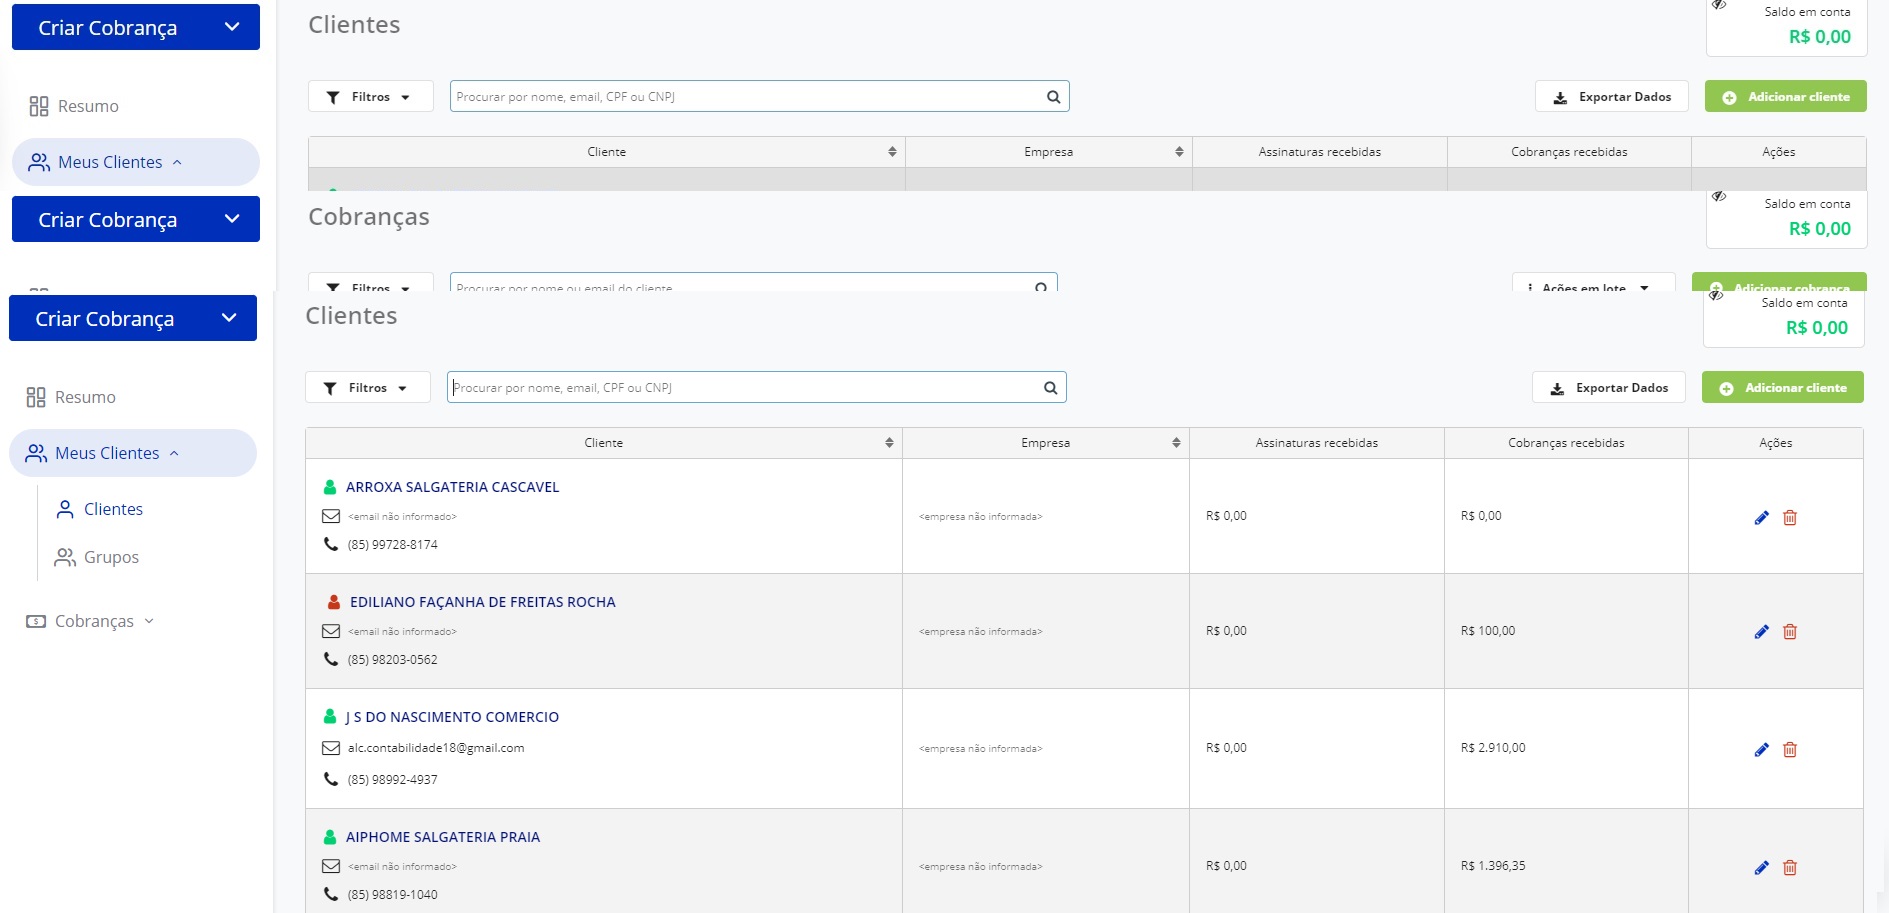 Criar Cobrança
Clientes
Saldo em conta
R$ 0,00
Filtros
Procurar por nome, email, CPF ou CNPJ
Exportar Dados
Adicionar cliente
Resumo
Meus Clientes
Cliente
Empresa
Assinaturas recebidas
Cobranças recebidas
Ações
Criar Cobrança
Cobranças
Saldo em conta
R$ 0,00
Filtros
Procurar por nome ou email do cliente
Ações em lote
Adicionar cobrança
Criar Cobrança
Clientes
Saldo em conta
R$ 0,00
Filtros
Procurar por nome, email, CPF ou CNPJ
Exportar Dados
Adicionar cliente
Resumo
Meus Clientes
Clientes
Grupos
Cobranças
Cliente
Empresa
Assinaturas recebidas
Cobranças recebidas
Ações
ARROXA SALGATERIA CASCAVEL
<email não informado>
(85) 99728-8174
<empresa não informada>
R$ 0,00
R$ 0,00
EDILIANO FAÇANHA DE FREITAS ROCHA
<email não informado>
(85) 98203-0562
<empresa não informada>
R$ 0,00
R$ 100,00
J S DO NASCIMENTO COMERCIO
alc.contabilidade18@gmail.com
(85) 98992-4937
<empresa não informada>
R$ 0,00
R$ 2.910,00
AIPHOME SALGATERIA PRAIA
<email não informado>
(85) 98819-1040
<empresa não informada>
R$ 0,00
R$ 1.396,35